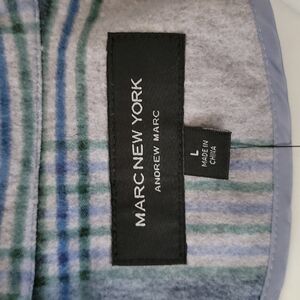 MARC NEW YORK
ANDREW MARC
L
MADE IN
CHINA